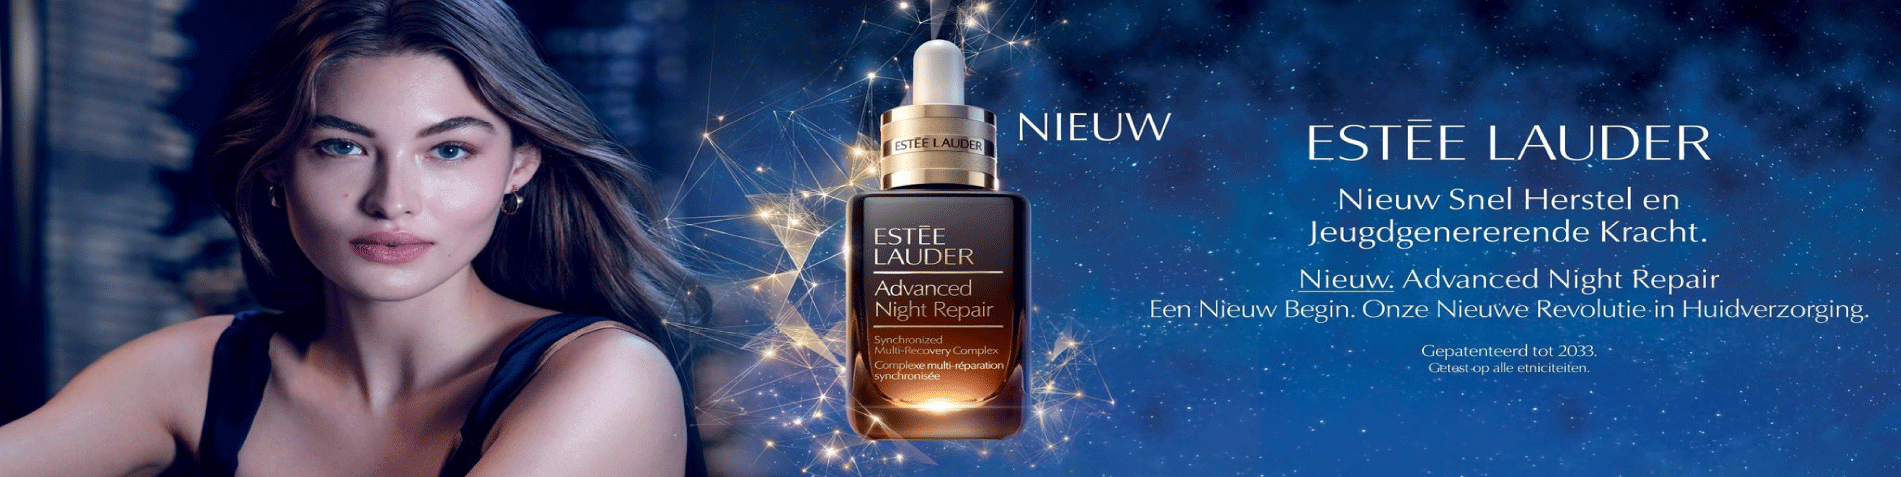 NIEUW
ESTĒE LAUDER
ESTĒE
LAUDER
Advanced
Night Repair
Synchronized
Multi-Recovery Complex
Complexe multi-réparation
synchronisée
ESTĒE LAUDER
Nieuw Snel Herstel en
Jeugdgenererende Kracht.
Nieuw. Advanced Night Repair
Een Nieuw Begin. Onze Nieuwe Revolutie in Huidverzorging.
Gepatenteerd tot 2033.
Getest op alle etniciteiten.